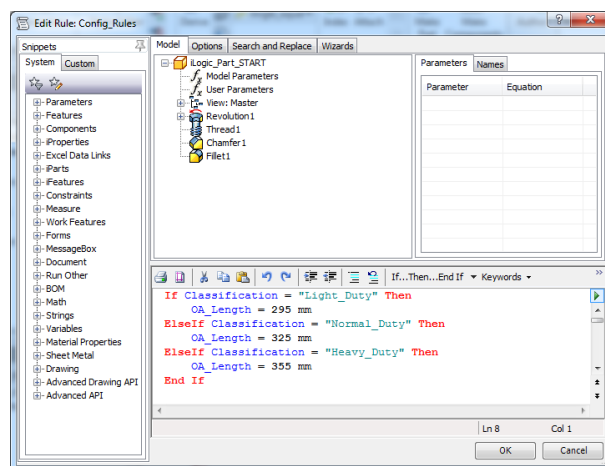 Edit Rule: Config_Rules
Snippets
System Custom
Parameters
Features
Components
iProperties
Excel Data Links
iParts
iFeatures
Constraints
Measure
Work Features
Forms
MessageBox
Document
Run Other
BOM
Math
Strings
Variables
Material Properties
Sheet Metal
Drawing
Advanced Drawing API
Advanced API
Model Options Search and Replace Wizards
iLogic_Part_START
Model Parameters
User Parameters
View: Master
Revolution1
Thread1
Chamfer1
Fillet1
Parameters Names
Parameter Equation
If...Then...End If Keywords
If Classification = "Light_Duty" Then
OA_Length = 295 mm
ElseIf Classification = "Normal_Duty" Then
OA_Length = 325 mm
ElseIf Classification = "Heavy_Duty" Then
OA_Length = 355 mm
End If
Ln 8 Col 1
OK Cancel